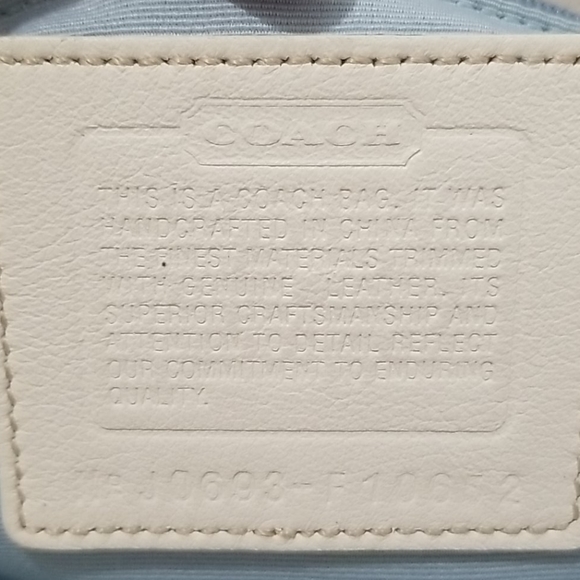 COACH
THIS IS A COACH BAG. IT WAS
HANDCRAFTED IN CHINA FROM
THE FINEST MATERIALS TRIMMED
WITH GENUINE LEATHER. ITS
SUPERIOR CRAFTSMANSHIP AND
ATTENTION TO DETAIL REFLECT
OUR COMMITMENT TO ENDURING
QUALITY.